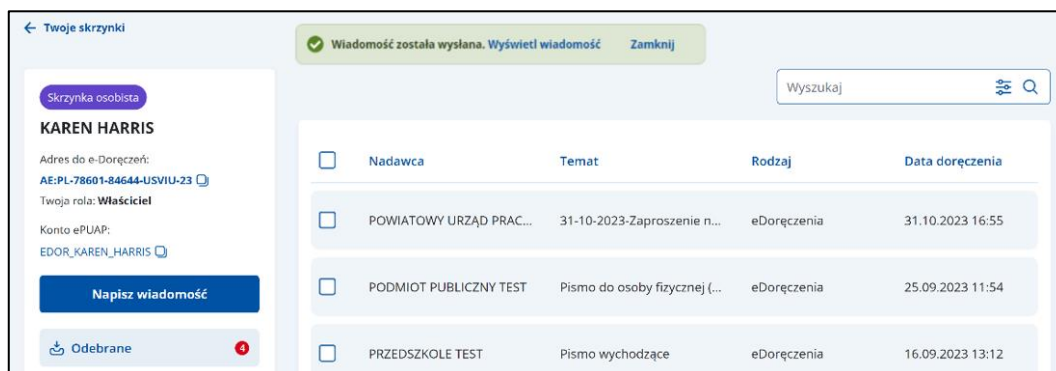 ← Twoje skrzynki
Wiadomość została wysłana. Wyświetl wiadomość Zamknij
Wyszukaj
Skrzynka osobista
KAREN HARRIS
Adres do e-Doręczeń:
AE:PL-78601-84644-USVIU-23
Twoja rola: Właściciel
Konto ePUAP:
EDOR_KAREN_HARRIS
Napisz wiadomość
Odebrane 4
Nadawca Temat Rodzaj Data doręczenia
POWIATOWY URZĄD PRAC... 31-10-2023-Zaproszenie n... eDoręczenia 31.10.2023 16:55
PODMIOT PUBLICZNY TEST Pismo do osoby fizycznej (... eDoręczenia 25.09.2023 11:54
PRZEDSZKOLE TEST Pismo wychodzące eDoręczenia 16.09.2023 13:12